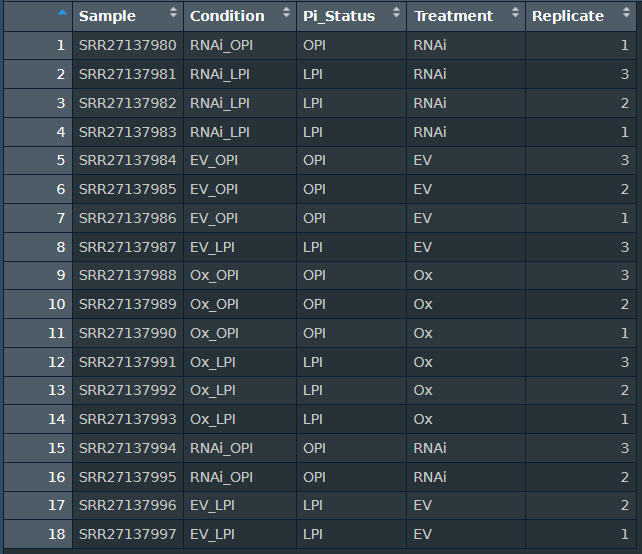 Sample Condition Pi_Status Treatment Replicate
1 SRR27137980 RNAi_OPI OPI RNAi 1
2 SRR27137981 RNAi_LPI LPI RNAi 3
3 SRR27137982 RNAi_LPI LPI RNAi 2
4 SRR27137983 RNAi_LPI LPI RNAi 1
5 SRR27137984 EV_OPI OPI EV 3
6 SRR27137985 EV_OPI OPI EV 2
7 SRR27137986 EV_OPI OPI EV 1
8 SRR27137987 EV_LPI LPI EV 3
9 SRR27137988 Ox_OPI OPI Ox 3
10 SRR27137989 Ox_OPI OPI Ox 2
11 SRR27137990 Ox_OPI OPI Ox 1
12 SRR27137991 Ox_LPI LPI Ox 3
13 SRR27137992 Ox_LPI LPI Ox 2
14 SRR27137993 Ox_LPI LPI Ox 1
15 SRR27137994 RNAi_OPI OPI RNAi 3
16 SRR27137995 RNAi_OPI OPI RNAi 2
17 SRR27137996 EV_LPI LPI EV 2
18 SRR27137997 EV_LPI LPI EV 1